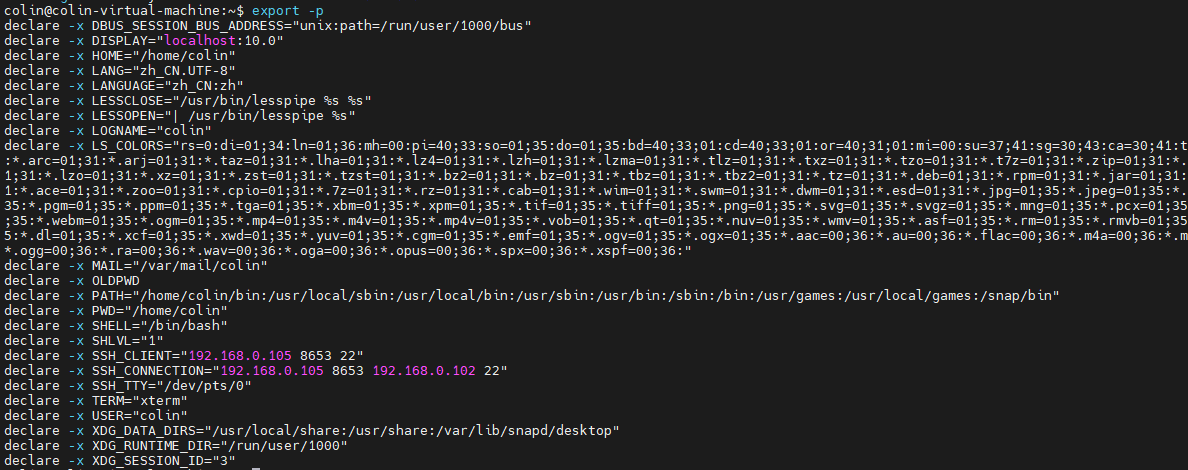 colin@colin-virtual-machine:~$ export -p
declare -x DBUS_SESSION_BUS_ADDRESS="unix:path=/run/user/1000/bus"
declare -x DISPLAY="localhost:10.0"
declare -x HOME="/home/colin"
declare -x LANG="zh_CN.UTF-8"
declare -x LANGUAGE="zh_CN:zh"
declare -x LESSCLOSE="/usr/bin/lesspipe %s %s"
declare -x LESSOPEN="| /usr/bin/lesspipe %s"
declare -x LOGNAME="colin"
declare -x LS_COLORS="rs=0:di=01;34:ln=01;36:mh=00:pi=40;33:so=01;35:do=01;35:bd=40;33;01:cd=40;33;01:or=40;31;01:mi=00:su=37;41:sg=30;43:ca=30;41:t
:*.arc=01;31:*.arj=01;31:*.taz=01;31:*.lha=01;31:*.lz4=01;31:*.lzh=01;31:*.lzma=01;31:*.tlz=01;31:*.txz=01;31:*.tzo=01;31:*.t7z=01;31:*.zip=01;31:*.
1;31:*.lzo=01;31:*.xz=01;31:*.zst=01;31:*.tzst=01;31:*.bz2=01;31:*.bz=01;31:*.tbz=01;31:*.tbz2=01;31:*.tz=01;31:*.deb=01;31:*.rpm=01;31:*.jar=01;31:
1:*.ace=01;31:*.zoo=01;31:*.cpio=01;31:*.7z=01;31:*.rz=01;31:*.cab=01;31:*.wim=01;31:*.swm=01;31:*.dwm=01;31:*.esd=01;31:*.jpg=01;35:*.jpeg=01;35:*.
35:*.pgm=01;35:*.ppm=01;35:*.tga=01;35:*.xbm=01;35:*.xpm=01;35:*.tif=01;35:*.tiff=01;35:*.png=01;35:*.svg=01;35:*.svgz=01;35:*.mng=01;35:*.pcx=01;35
;35:*.webm=01;35:*.ogm=01;35:*.mp4=01;35:*.m4v=01;35:*.mp4v=01;35:*.vob=01;35:*.qt=01;35:*.nuv=01;35:*.wmv=01;35:*.asf=01;35:*.rm=01;35:*.rmvb=01;35
5:*.dl=01;35:*.xcf=01;35:*.xwd=01;35:*.yuv=01;35:*.cgm=01;35:*.emf=01;35:*.ogv=01;35:*.ogx=01;35:*.aac=00;36:*.au=00;36:*.flac=00;36:*.m4a=00;36:*.m
*.ogg=00;36:*.ra=00;36:*.wav=00;36:*.oga=00;36:*.opus=00;36:*.spx=00;36:*.xspf=00;36:"
declare -x MAIL="/var/mail/colin"
declare -x OLDPWD
declare -x PATH="/home/colin/bin:/usr/local/sbin:/usr/local/bin:/usr/sbin:/usr/bin:/sbin:/bin:/usr/games:/usr/local/games:/snap/bin"
declare -x PWD="/home/colin"
declare -x SHELL="/bin/bash"
declare -x SHLVL="1"
declare -x SSH_CLIENT="192.168.0.105 8653 22"
declare -x SSH_CONNECTION="192.168.0.105 8653 192.168.0.102 22"
declare -x SSH_TTY="/dev/pts/0"
declare -x TERM="xterm"
declare -x USER="colin"
declare -x XDG_DATA_DIRS="/usr/local/share:/usr/share:/var/lib/snapd/desktop"
declare -x XDG_RUNTIME_DIR="/run/user/1000"
declare -x XDG_SESSION_ID="3"